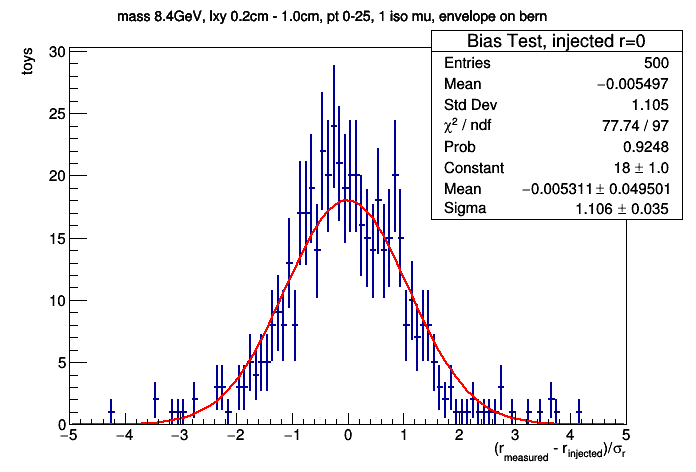 mass 8.4GeV, lxy 0.2cm - 1.0cm, pt 0-25, 1 iso mu, envelope on bern
Bias Test, injected r=0
Entries 500
Mean −0.005497
Std Dev 1.105
χ² / ndf 77.74 / 97
Prob 0.9248
Constant 18 ± 1.0
Mean −0.005311 ± 0.049501
Sigma 1.106 ± 0.035
toys
30
25
20
15
10
5
0
−5 −4 −3 −2 −1 0 1 2 3 4 5
(r_measured - r_injected)/σ_r